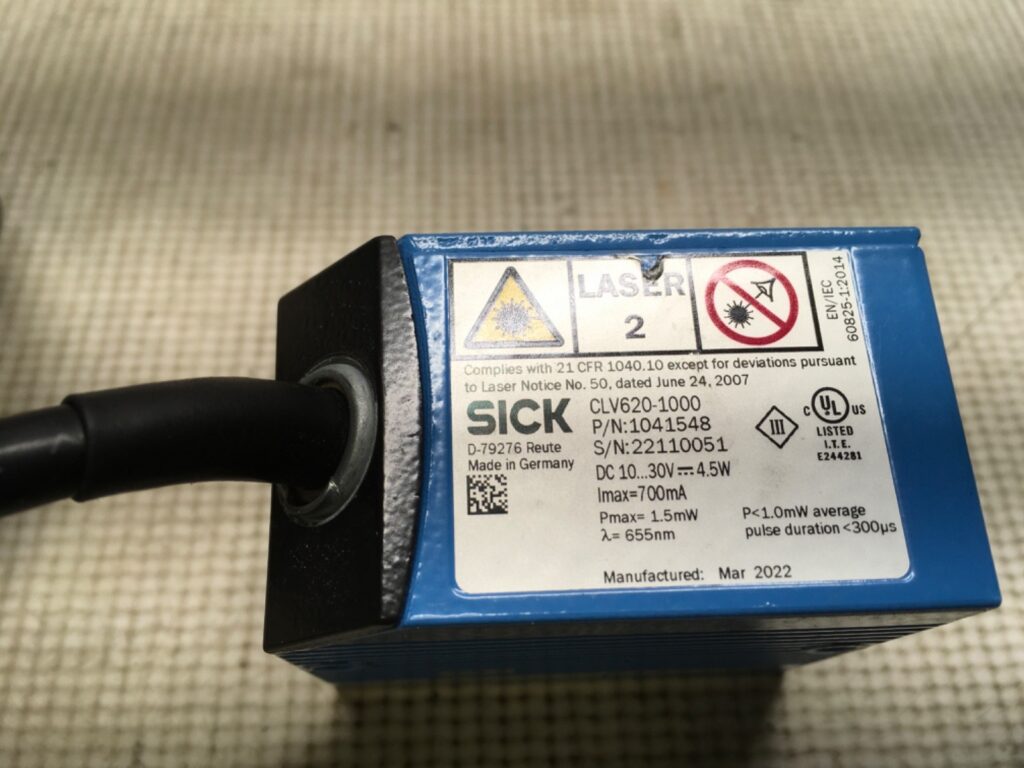 LASER
2
EN/IEC
60825-1:2014
Complies with 21 CFR 1040.10 except for deviations pursuant
to Laser Notice No. 50, dated June 24, 2007
SICK
D-79276 Reute
Made in Germany
CLV620-1000
P/N:1041548
S/N:22110051
DC 10...30V⎓4.5W
Imax=700mA
Pmax= 1.5mW
λ= 655nm
III
C UL US
LISTED
I.T.E.
E244281
P<1.0mW average
pulse duration <300µs
Manufactured: Mar 2022